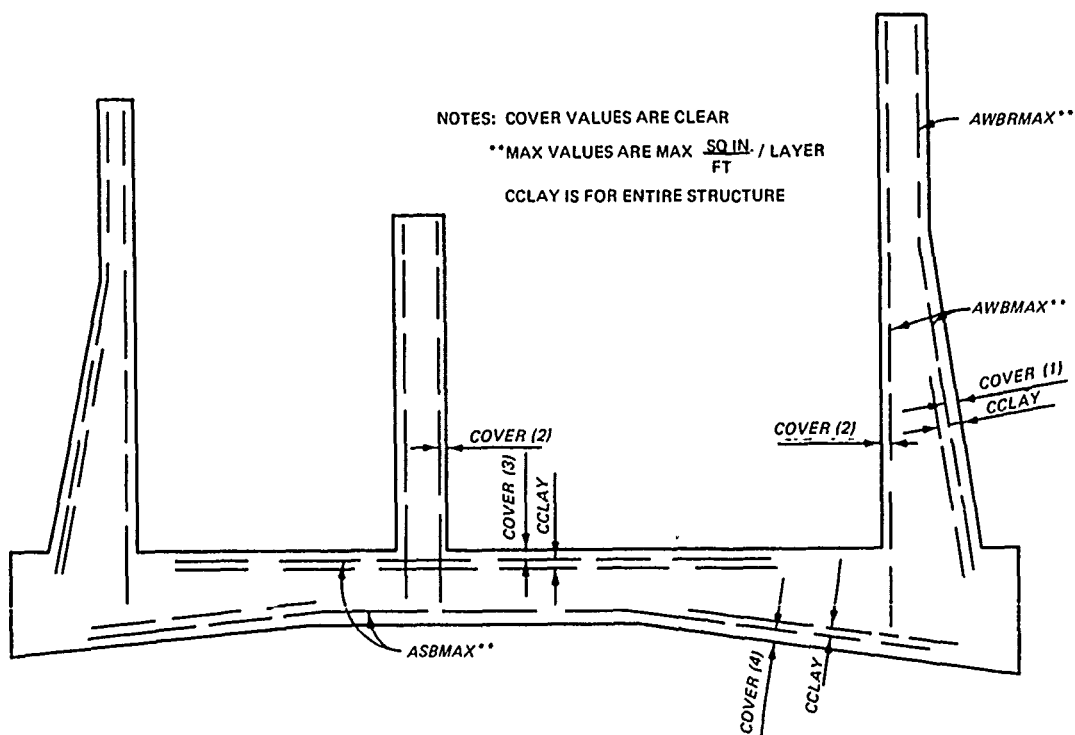 NOTES: COVER VALUES ARE CLEAR
**MAX VALUES ARE MAX SQ IN. / LAYER
FT
CCLAY IS FOR ENTIRE STRUCTURE
AWBRMAX**
AWBMAX**
COVER (1)
CCLAY
COVER (2)
COVER (2)
COVER (3)
CCLAY
ASBMAX**
COVER (4)
CCLAY